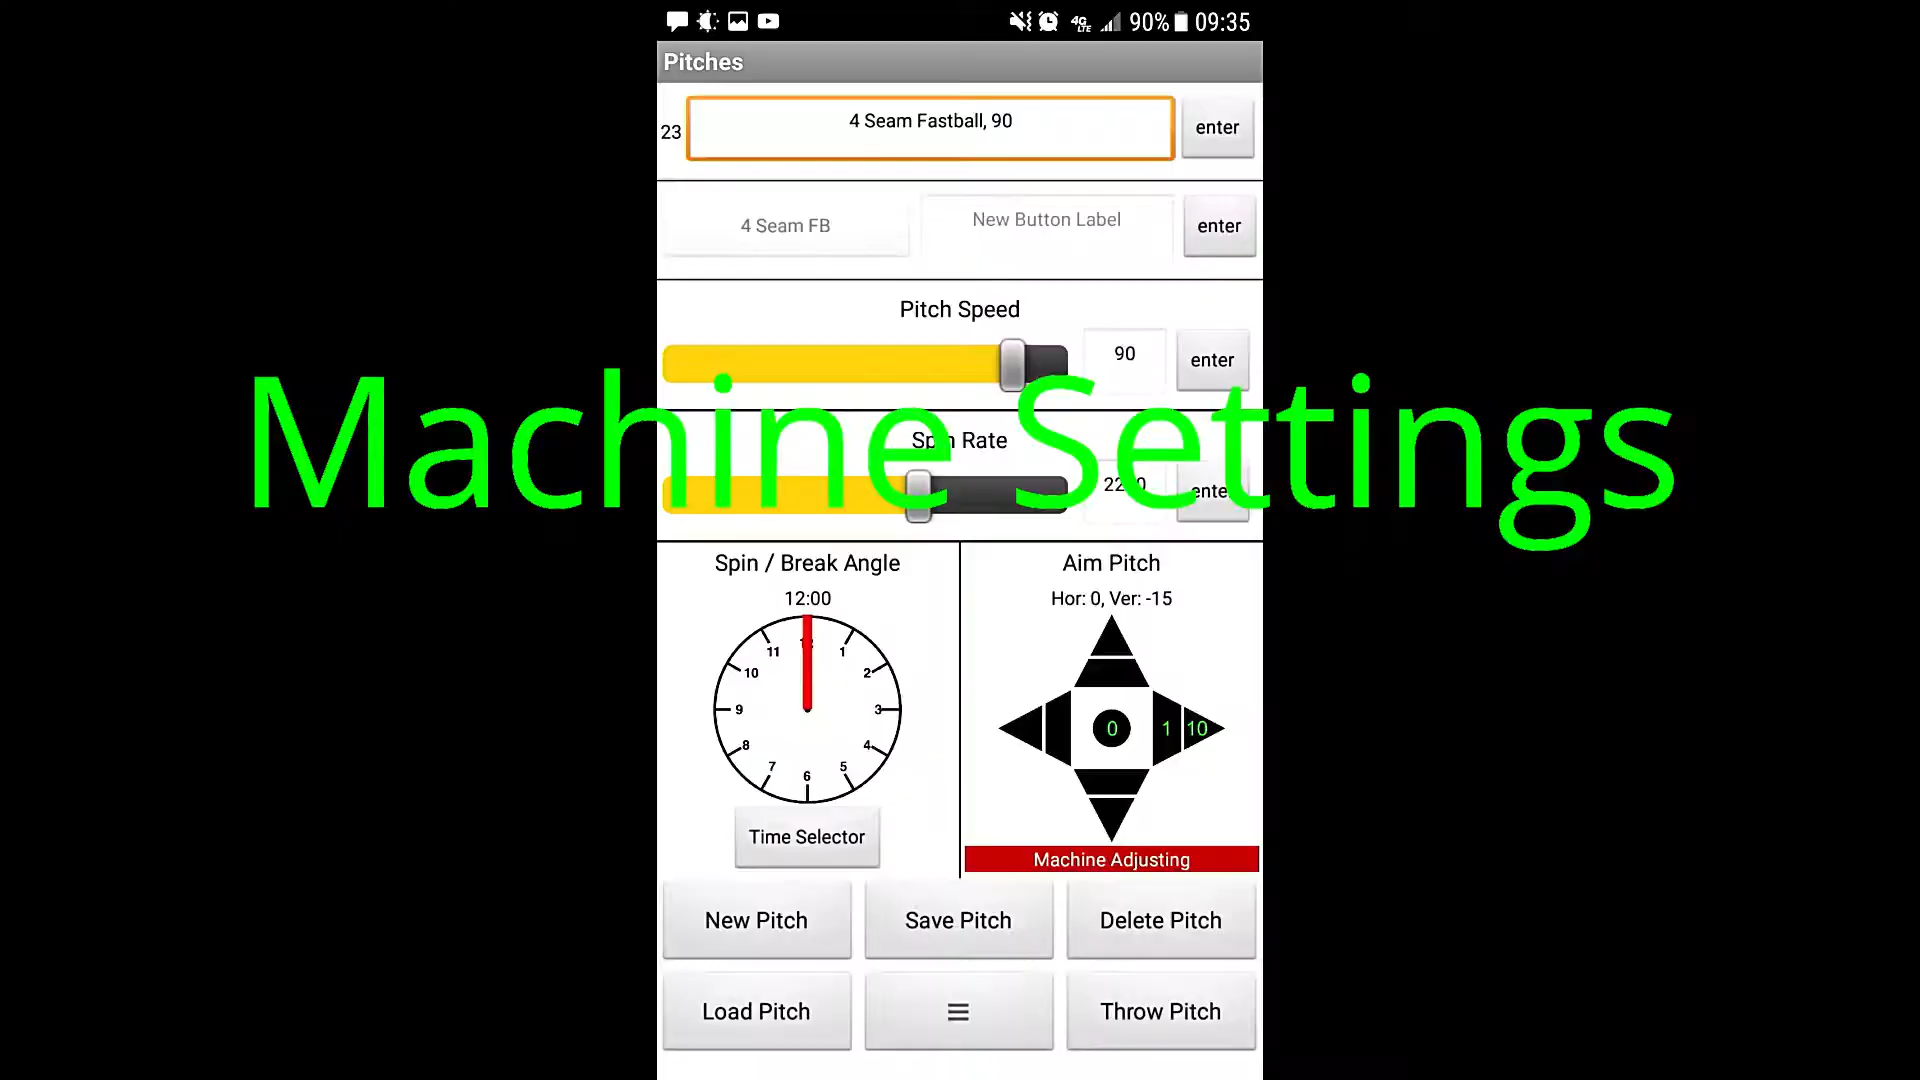 90% 09:35
Pitches
23 4 Seam Fastball, 90 enter
4 Seam FB New Button Label enter
Pitch Speed
90 enter
Machine Settings
Spin Rate
enter
Spin / Break Angle
12:00
11 1
10 2
9 3
8 4
7 6 5
Time Selector
Aim Pitch
Hor: 0, Ver: -15
0 1 10
Machine Adjusting
New Pitch Save Pitch Delete Pitch
Load Pitch Throw Pitch